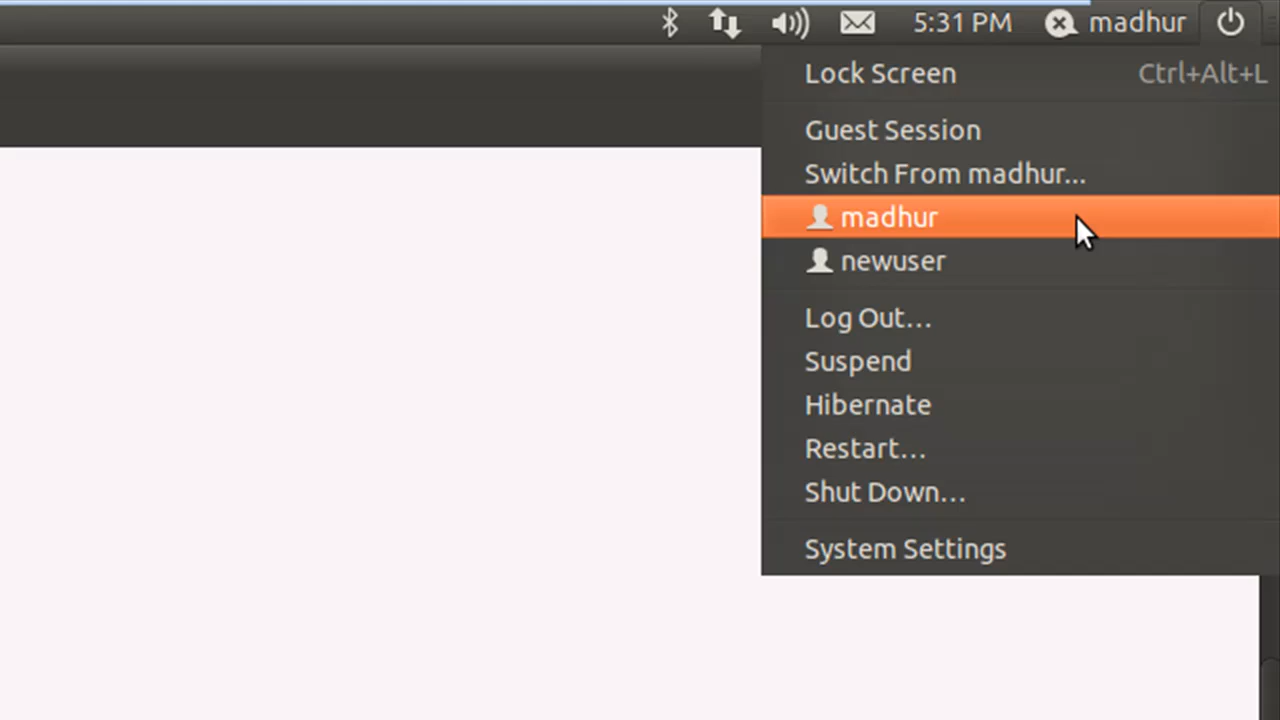 5:31 PM madhur
Lock Screen Ctrl+Alt+L
Guest Session
Switch From madhur...
madhur
newuser
Log Out...
Suspend
Hibernate
Restart...
Shut Down...
System Settings